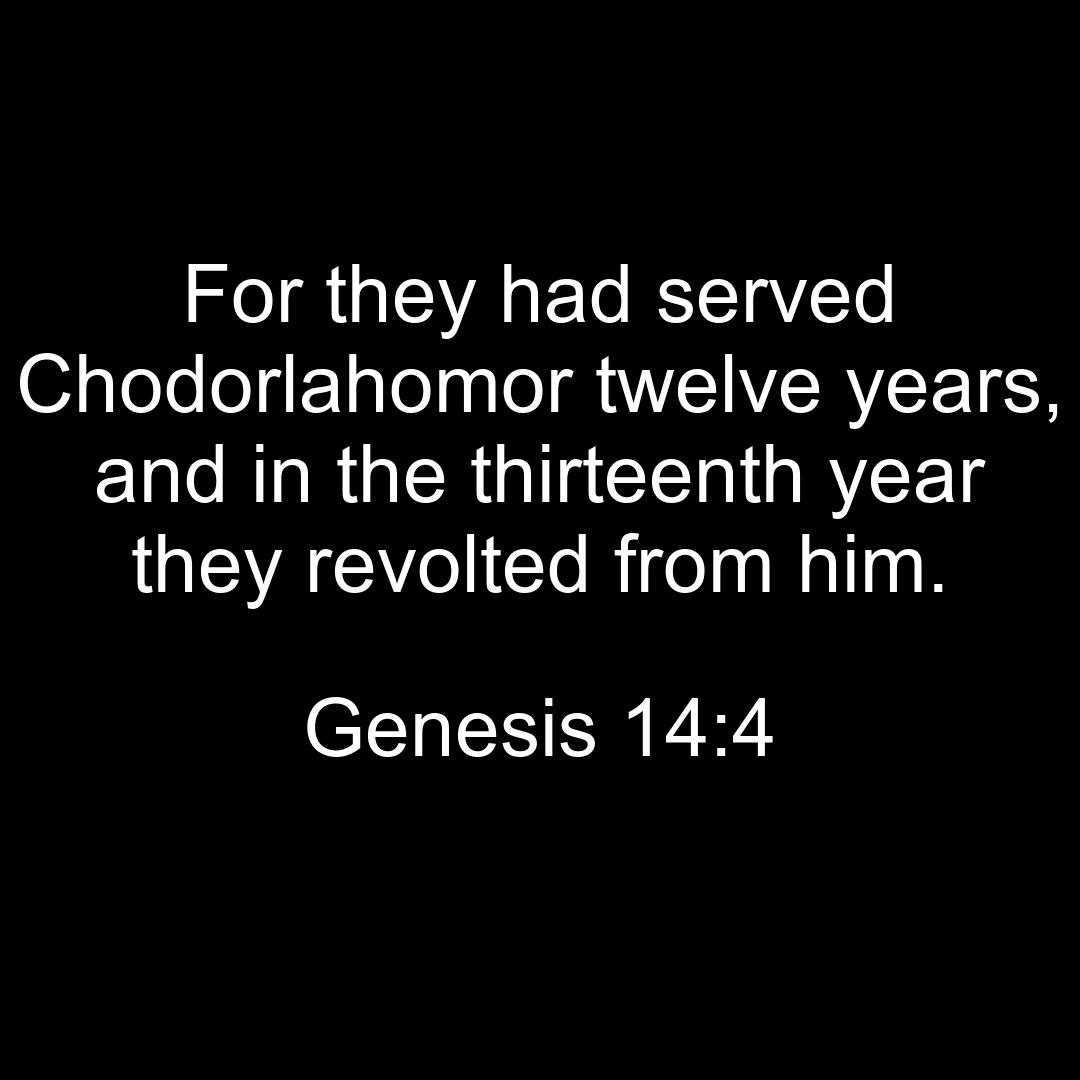 For they had served
Chodorlahomor twelve years,
and in the thirteenth year
they revolted from him.
Genesis 14:4